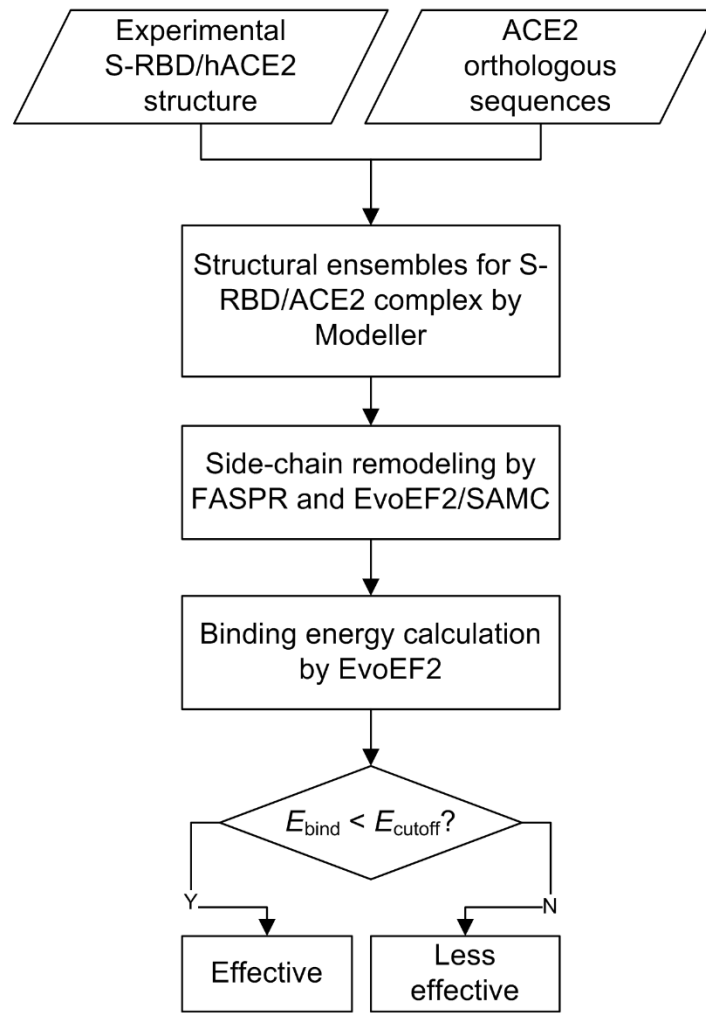 Experimental
S-RBD/hACE2
structure
ACE2
orthologous
sequences
Structural ensembles for S-
RBD/ACE2 complex by
Modeller
Side-chain remodeling by
FASPR and EvoEF2/SAMC
Binding energy calculation
by EvoEF2
Ebind < Ecutoff?
Y
N
Effective
Less
effective